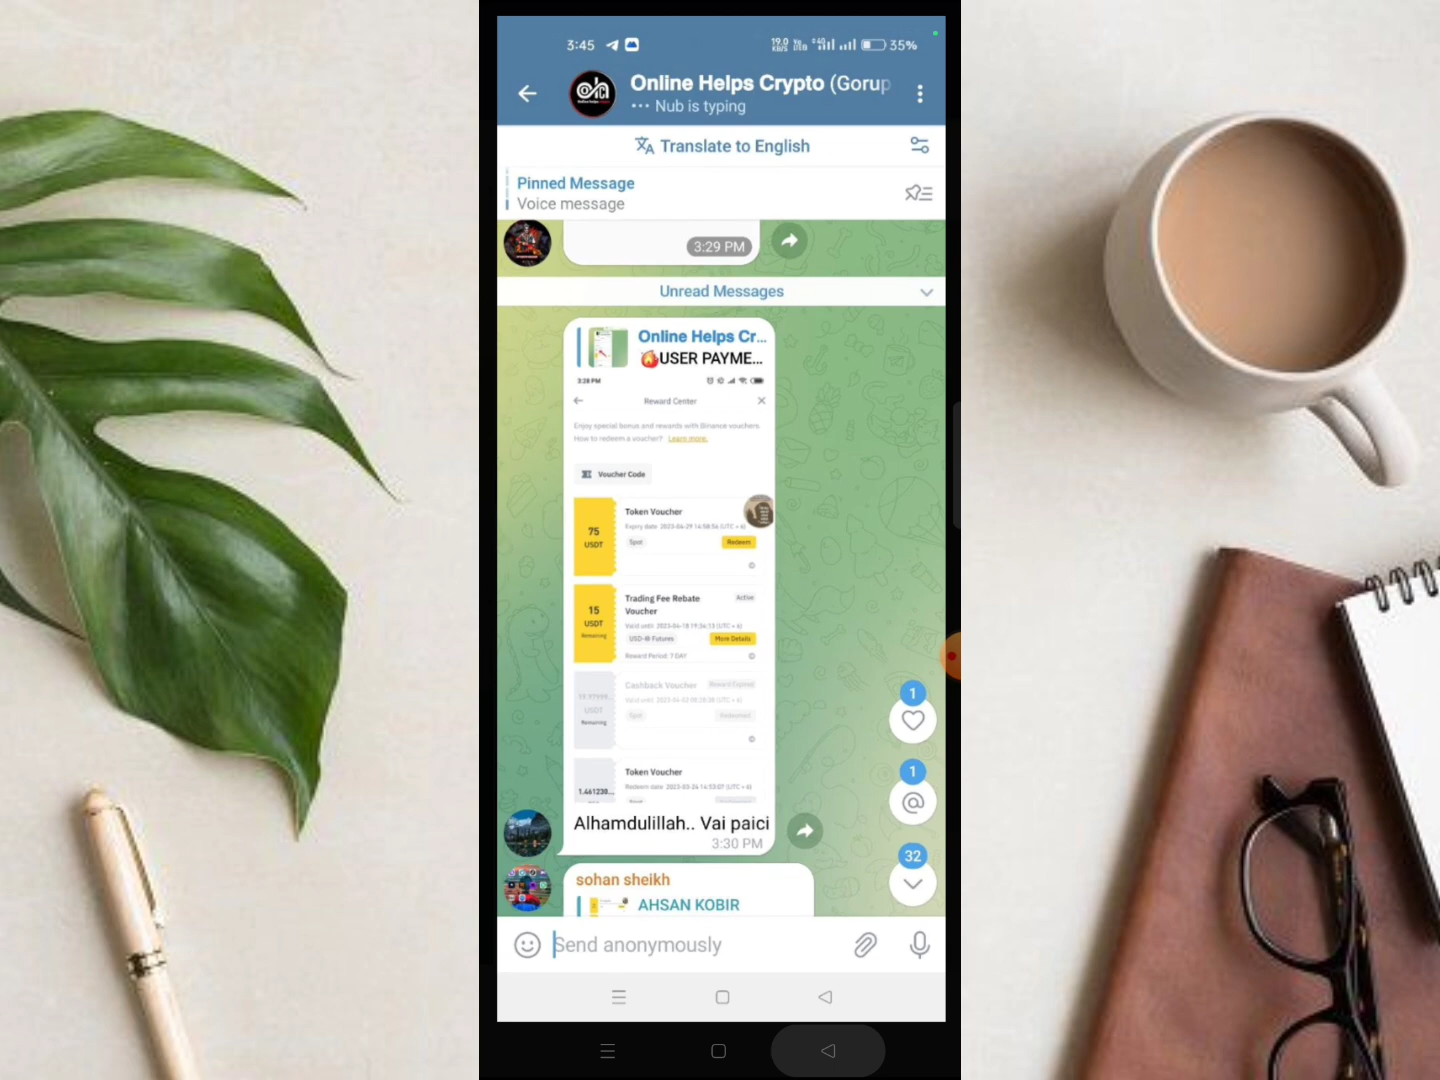 3:45
35%
Online Helps Crypto (Gorup
Nub is typing
Translate to English
Pinned Message
Voice message
3:29 PM
Unread Messages
Online Helps Cr...
🔥USER PAYME...
3:28 PM
Reward Center
Enjoy special bonus and rewards with Binance vouchers.
How to redeem a voucher? Learn more.
Voucher Code
75
USDT
Token Voucher
Expiry date 2023-04-29 14:58:56 (UTC + 6)
Spot
Redeem
15
USDT
Remaining
Trading Fee Rebate
Voucher
Active
Valid until 2023-04-18 19:36:13 (UTC + 6)
USD-Ⓜ Futures
More Details
Reward Period: 7 DAY
USDT
Remaining
Cashback Voucher
Reward Expired
Spot
Redeemed
Token Voucher
Redeem date 2023-03-24 14:53:07 (UTC + 6)
1.461230...
Alhamdulillah.. Vai paici
3:30 PM
1
1
@
32
sohan sheikh
AHSAN KOBIR
Send anonymously